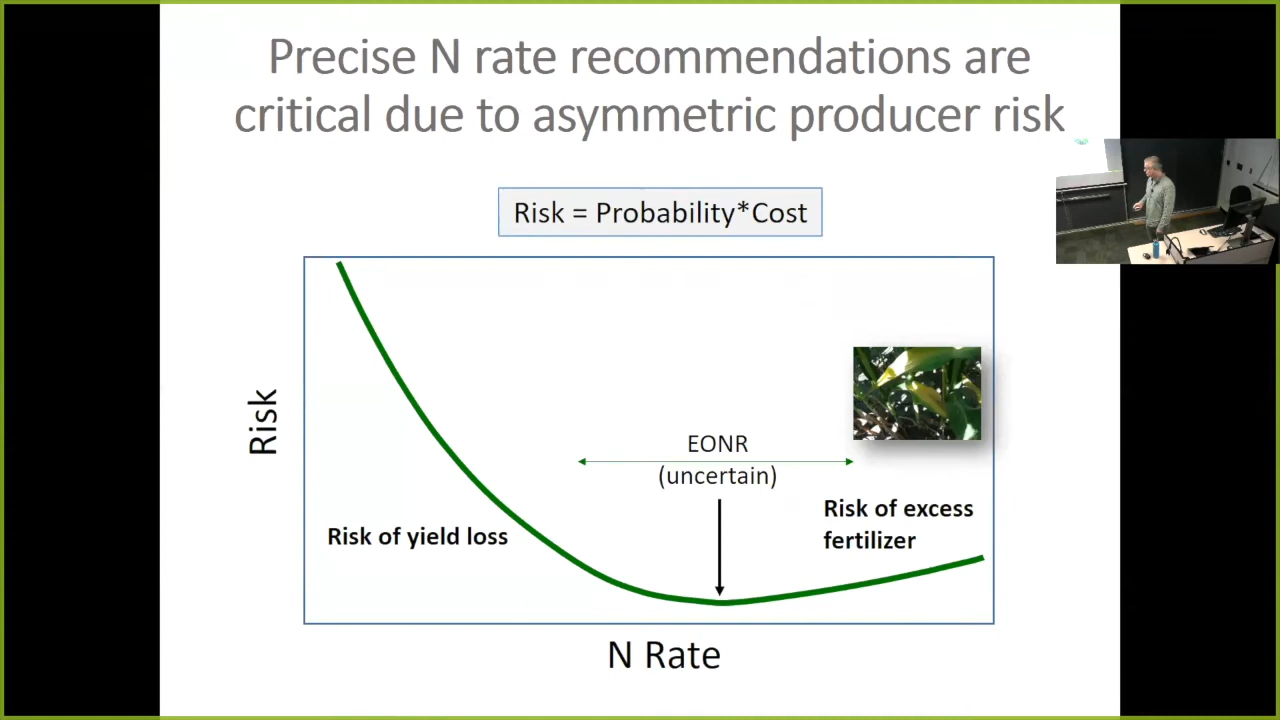 Precise N rate recommendations are
critical due to asymmetric producer risk
Risk = Probability*Cost
Risk
EONR
(uncertain)
Risk of excess
fertilizer
Risk of yield loss
N Rate